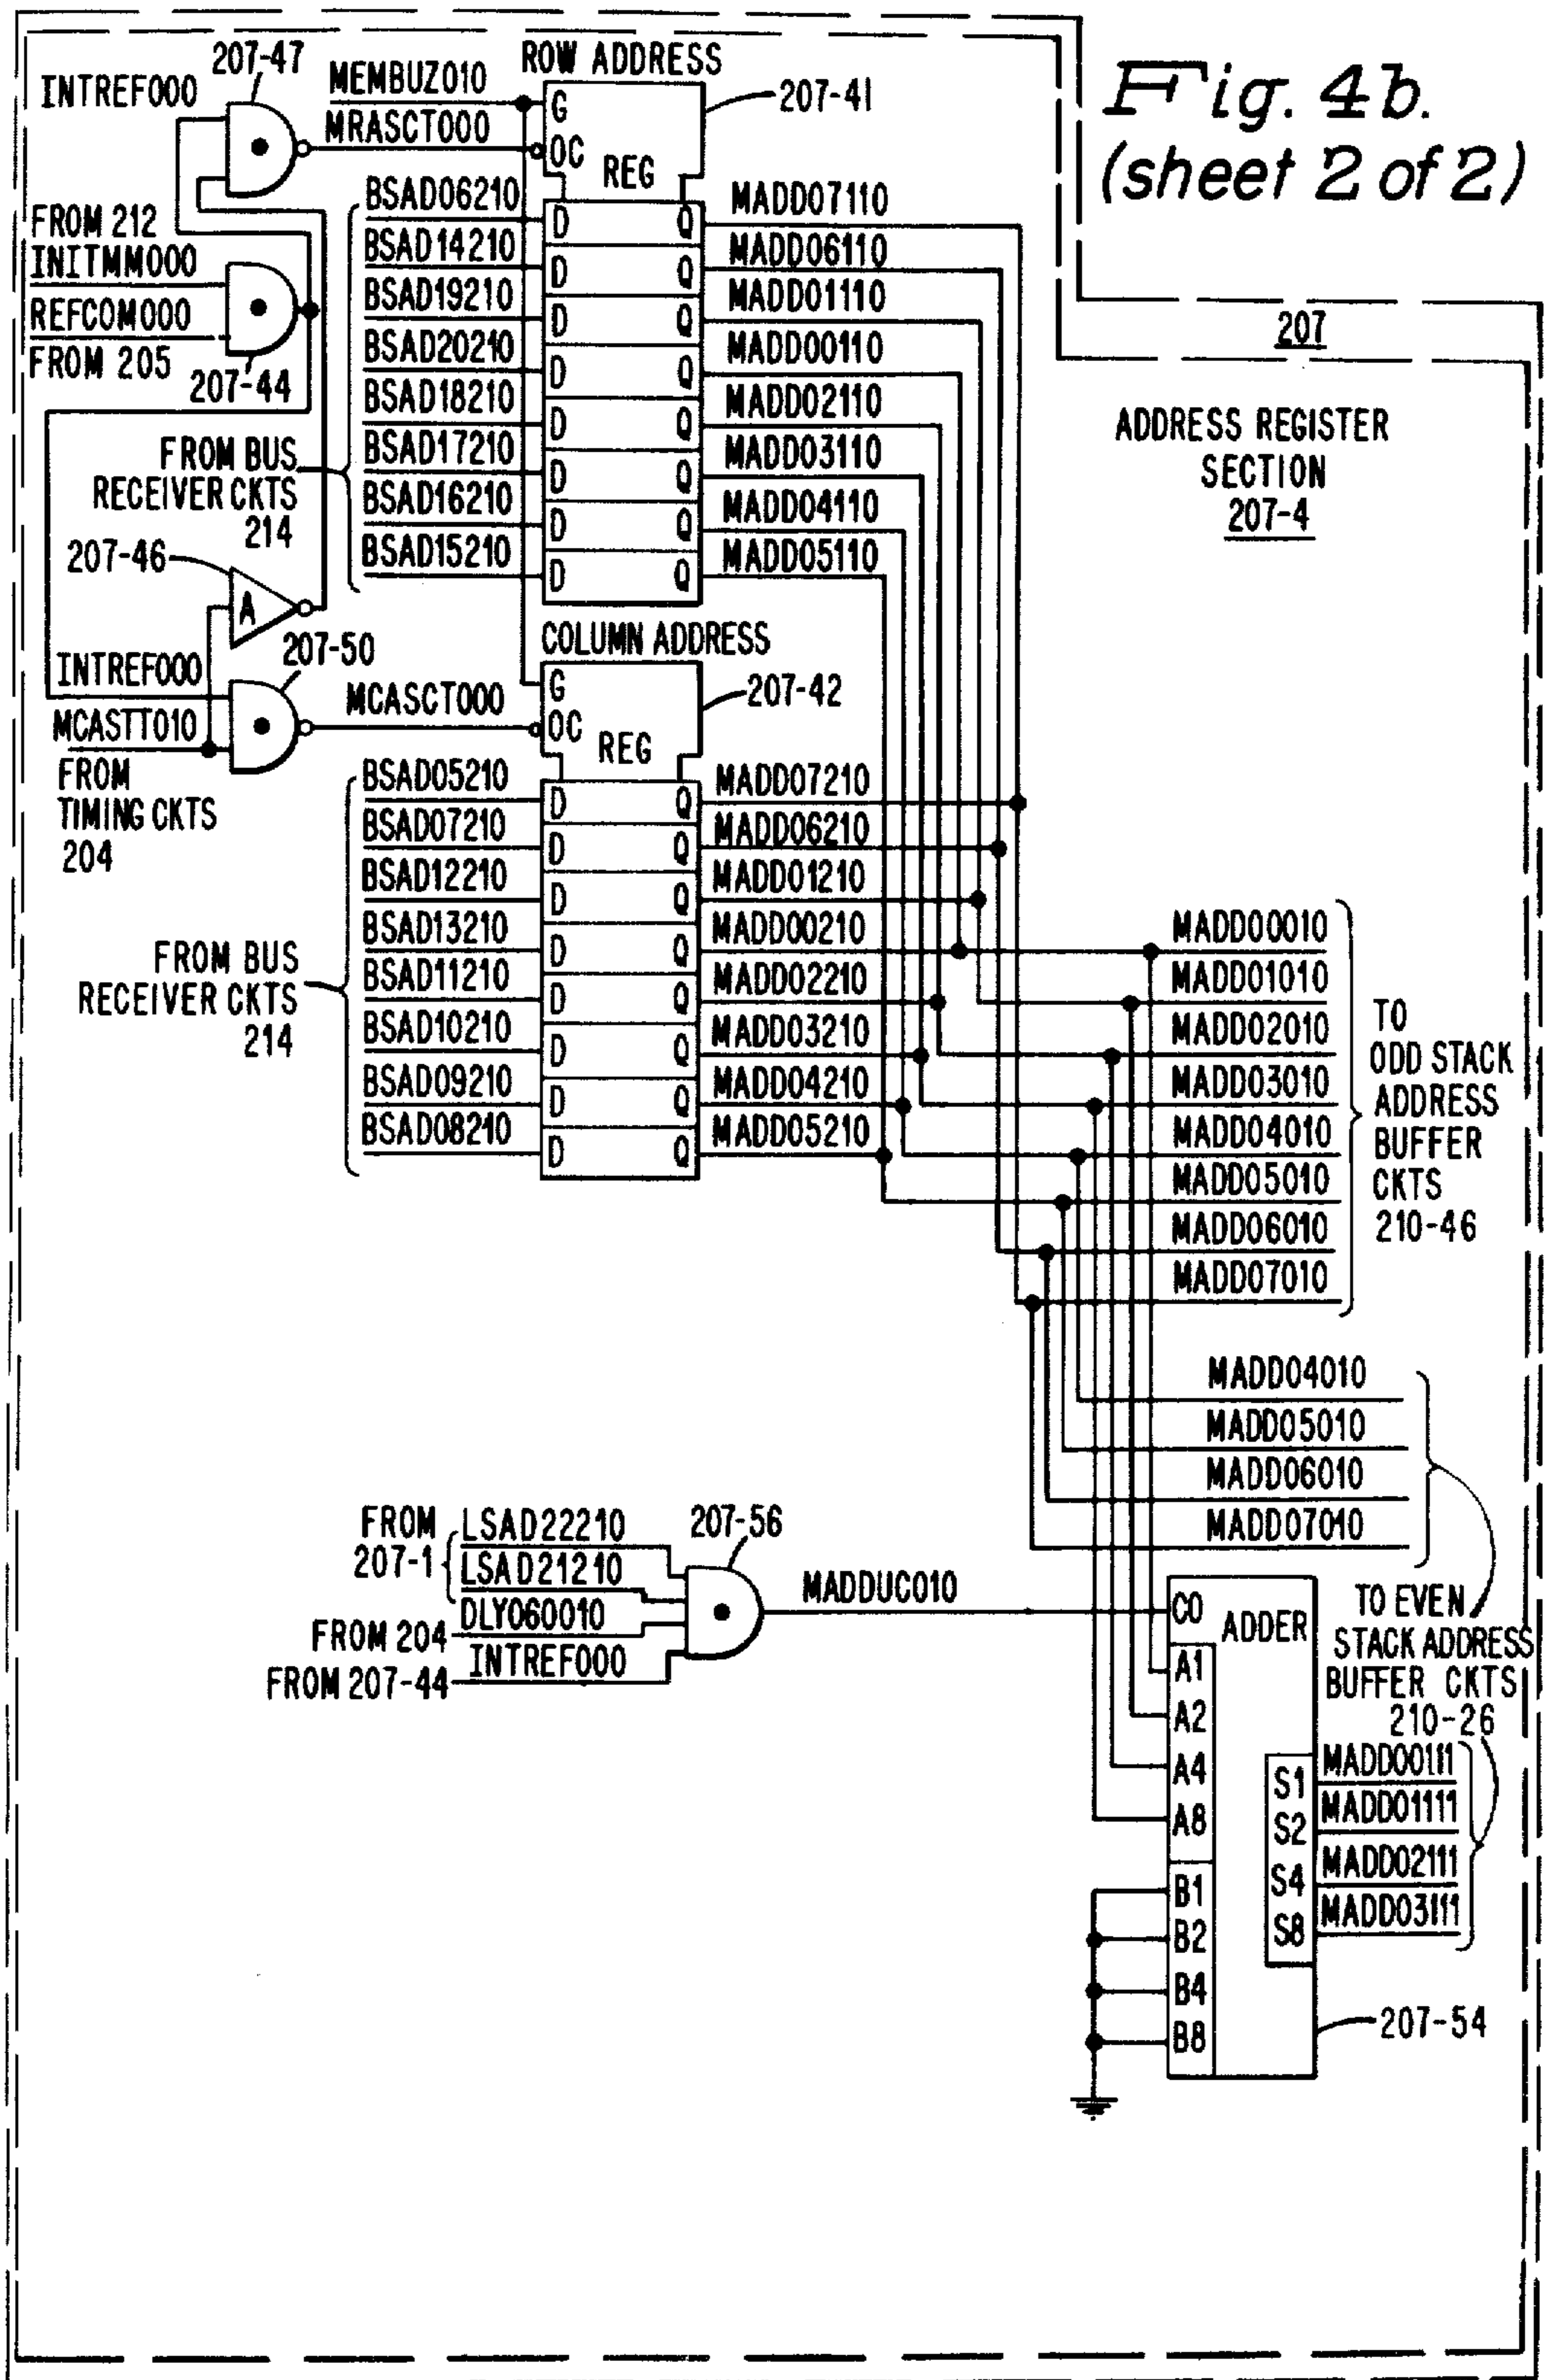 Fig. 4b.
(sheet 2 of 2)
207
ADDRESS REGISTER
SECTION
207-4
207-47
INTREF000
MEMBUZ010
MRASCT000
ROW ADDRESS
207-41
G
OC
REG
FROM 212
INITMM000
REFCOM000
FROM 205
207-44
FROM BUS
RECEIVER CKTS
214
BSAD06210 D Q MADD07110
BSAD14210 D Q MADD06110
BSAD19210 D Q MADD01110
BSAD20210 D Q MADD00110
BSAD18210 D Q MADD02110
BSAD17210 D Q MADD03110
BSAD16210 D Q MADD04110
BSAD15210 D Q MADD05110
207-46
A
207-50
INTREF000
MCASTT010
FROM
TIMING CKTS
204
MCASCT000
COLUMN ADDRESS
207-42
G
OC
REG
FROM BUS
RECEIVER CKTS
214
BSAD05210 D Q MADD07210
BSAD07210 D Q MADD06210
BSAD12210 D Q MADD01210
BSAD13210 D Q MADD00210
BSAD11210 D Q MADD02210
BSAD10210 D Q MADD03210
BSAD09210 D Q MADD04210
BSAD08210 D Q MADD05210
MADD00010
MADD01010
MADD02010
MADD03010
MADD04010
MADD05010
MADD06010
MADD07010
TO
ODD STACK
ADDRESS
BUFFER
CKTS
210-46
MADD04010
MADD05010
MADD06010
MADD07010
TO EVEN
STACK ADDRESS
BUFFER CKTS
210-26
FROM
207-1
LSAD22210
LSAD21210
DLY060010
FROM 204
INTREF000
FROM 207-44
207-56
MADDUC010
C0
ADDER
A1
A2
A4
A8
B1
B2
B4
B8
S1 MADD00111
S2 MADD01111
S4 MADD02111
S8 MADD03111
207-54